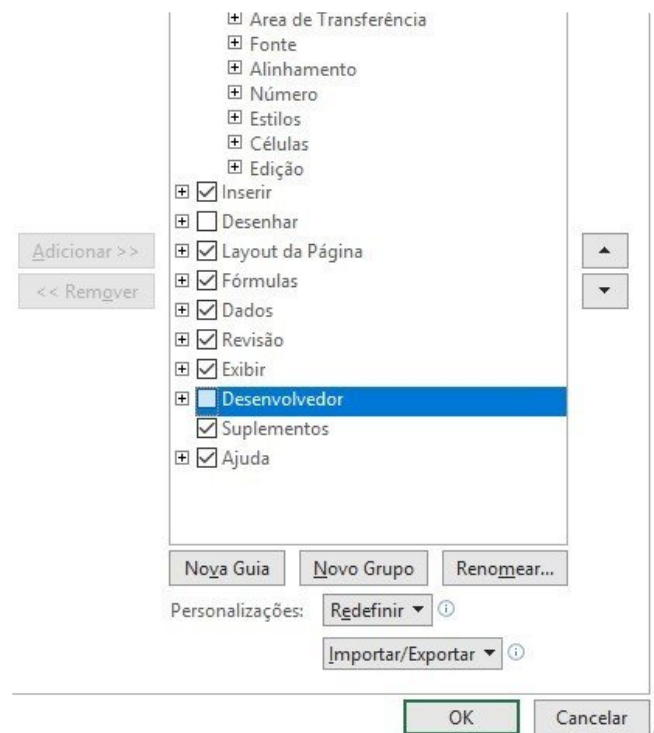 Área de Transferência
Fonte
Alinhamento
Número
Estilos
Células
Edição
Inserir
Desenhar
Adicionar >> Layout da Página
<< Remover Fórmulas
Dados
Revisão
Exibir
Desenvolvedor
Suplementos
Ajuda
Nova Guia Novo Grupo Renomear...
Personalizações: Redefinir
Importar/Exportar
OK Cancelar